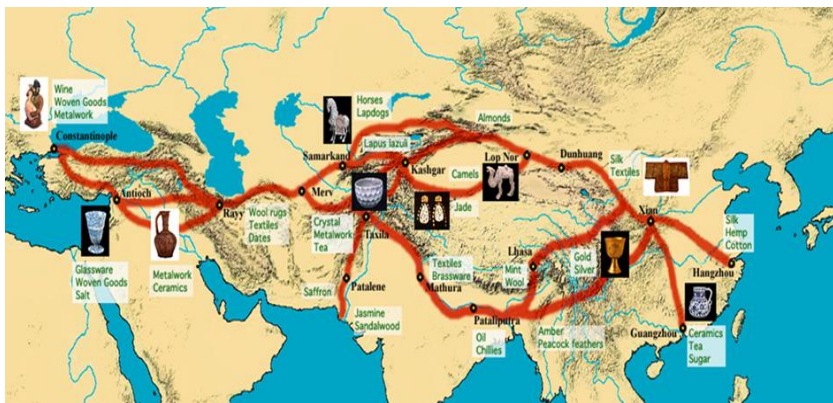 Wine
Woven Goods
Metalwork
Constantinople
Antioch
Glassware
Woven Goods
Salt
Metalwork
Ceramics
Rayy
Wool rugs
Textiles
Dates
Merv
Samarkand
Horses
Lapdogs
Lapus lazuli
Kashgar
Almonds
Camels
Jade
Lop Nor
Dunhuang
Crystal
Metalwork
Tea
Taxila
Saffron
Patalene
Jasmine
Sandalwood
Textiles
Brassware
Mathura
Pataliputra
Oil
Chillies
Lhasa
Mint
Wool
Amber
Peacock feathers
Gold
Silver
Silk
Textiles
Xian
Silk
Hemp
Cotton
Hangzhou
Guangzhou
Ceramics
Tea
Sugar